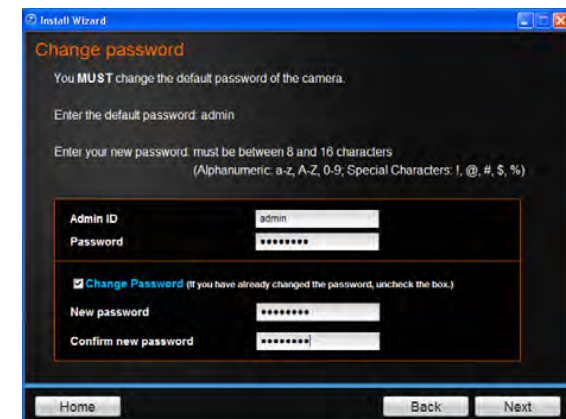 Install Wizard
Change password
You MUST change the default password of the camera.
Enter the default password: admin
Enter your new password: must be between 8 and 16 characters
(Alphanumeric: a-z, A-Z, 0-9; Special Characters: !, @, #, $, %)
Admin ID admin
Password ••••••••
Change Password (If you have already changed the password, uncheck the box.)
New password ••••••••
Confirm new password ••••••••
Home Back Next